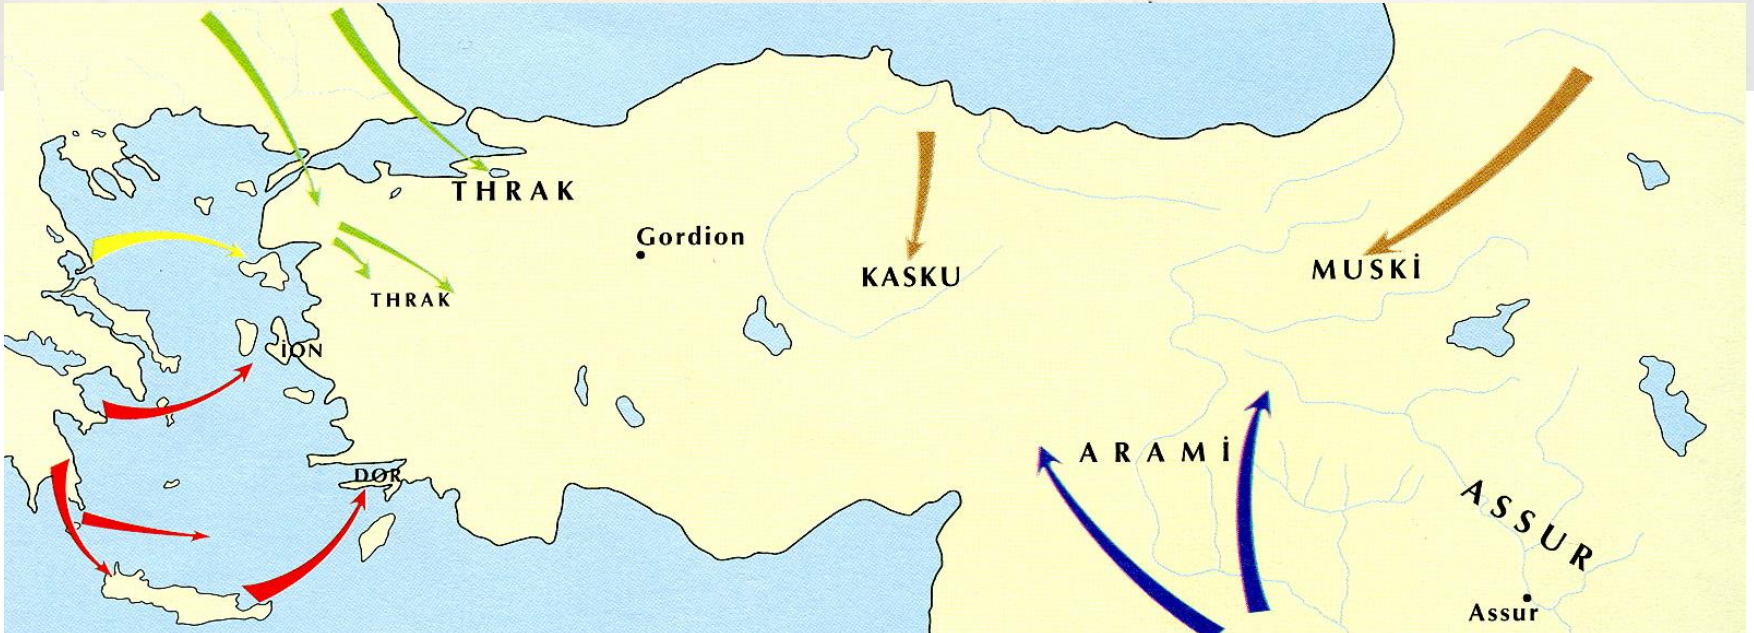 THRAK
Gordion
KASKU
MUSKİ
THRAK
İON
ARAMİ
DOR
ASSUR
Assur